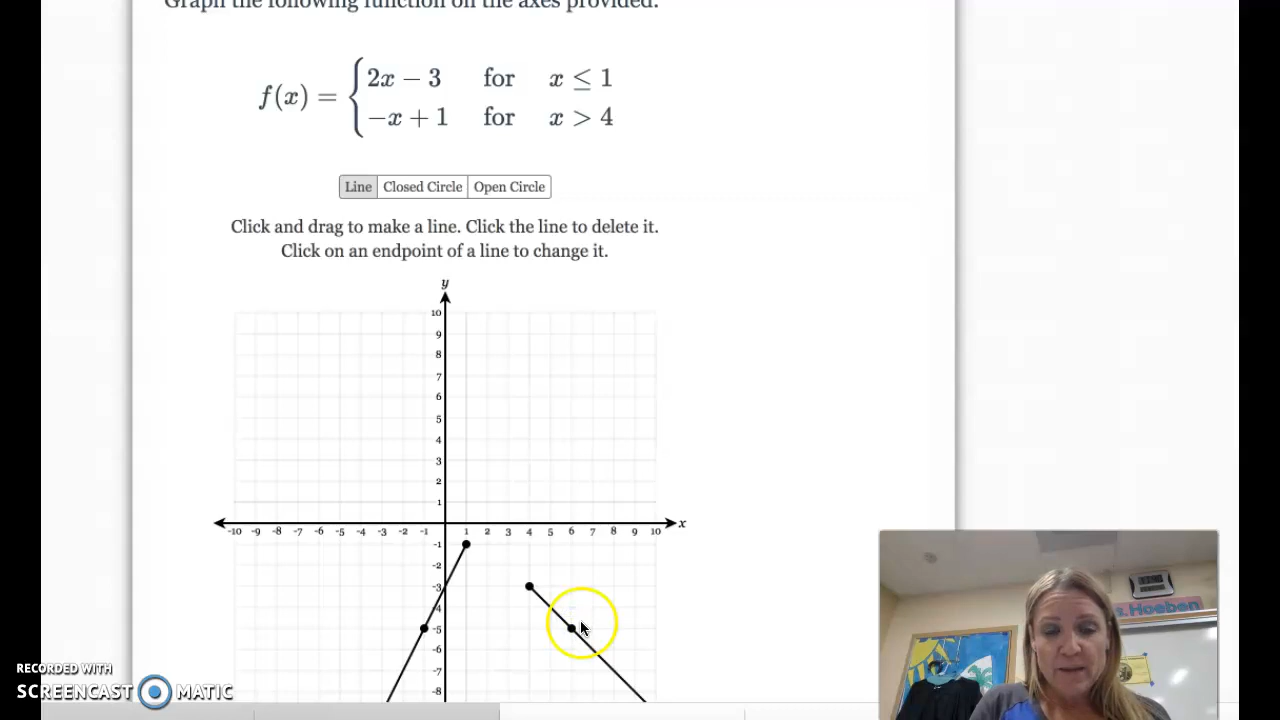 Graph the following function on the axes provided.
f(x) = { 2x − 3 for x ≤ 1
−x + 1 for x > 4
Line Closed Circle Open Circle
Click and drag to make a line. Click the line to delete it.
Click on an endpoint of a line to change it.
y
10
9
8
7
6
5
4
3
2
1
-10 -9 -8 -7 -6 -5 -4 -3 -2 -1 1 2 3 4 5 6 7 8 9 10 x
-1
-2
-3
-4
-5
-6
-7
-8
s. Hoeben
RECORDED WITH
SCREENCAST MATIC